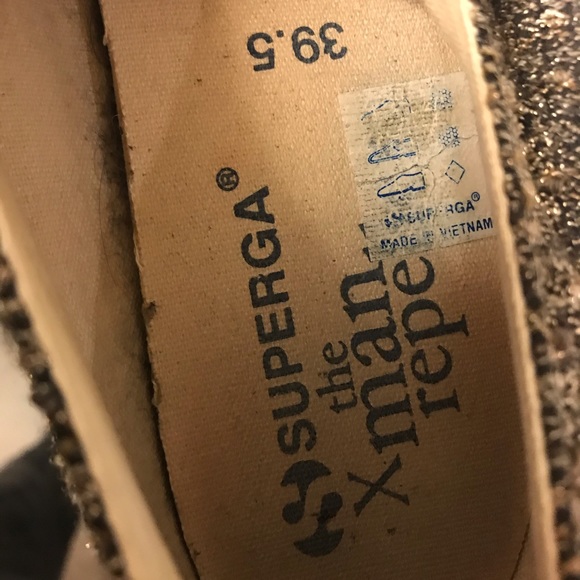 39.5
SUPERGA®
X the
man
repe
SUPERGA®
MADE IN VIETNAM